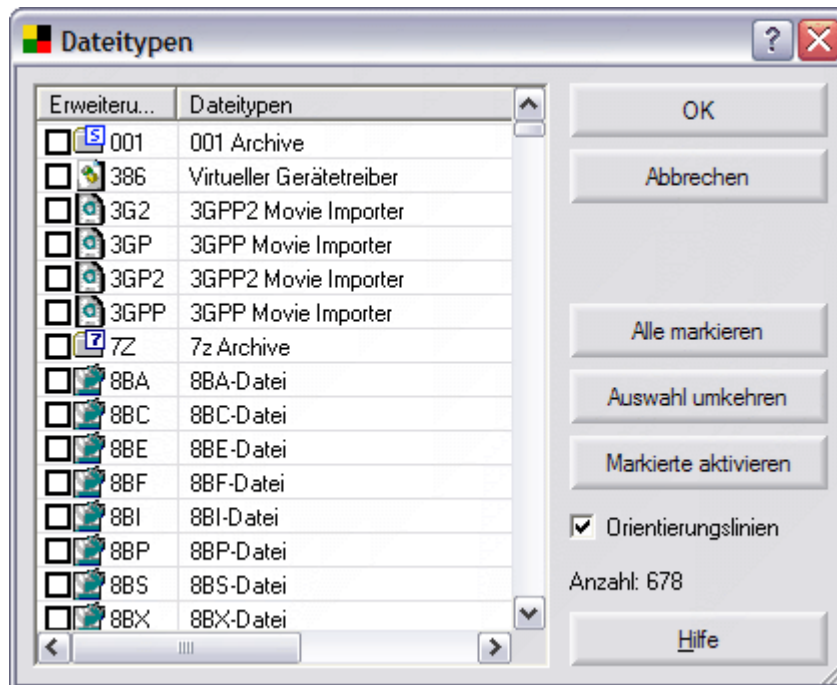 Dateitypen
Erweiteru... Dateitypen
001 001 Archive
386 Virtueller Gerätetreiber
3G2 3GPP2 Movie Importer
3GP 3GPP Movie Importer
3GP2 3GPP2 Movie Importer
3GPP 3GPP Movie Importer
7Z 7z Archive
8BA 8BA-Datei
8BC 8BC-Datei
8BE 8BE-Datei
8BF 8BF-Datei
8BI 8BI-Datei
8BP 8BP-Datei
8BS 8BS-Datei
8BX 8BX-Datei
OK
Abbrechen
Alle markieren
Auswahl umkehren
Markierte aktivieren
Orientierungslinien
Anzahl: 678
Hilfe